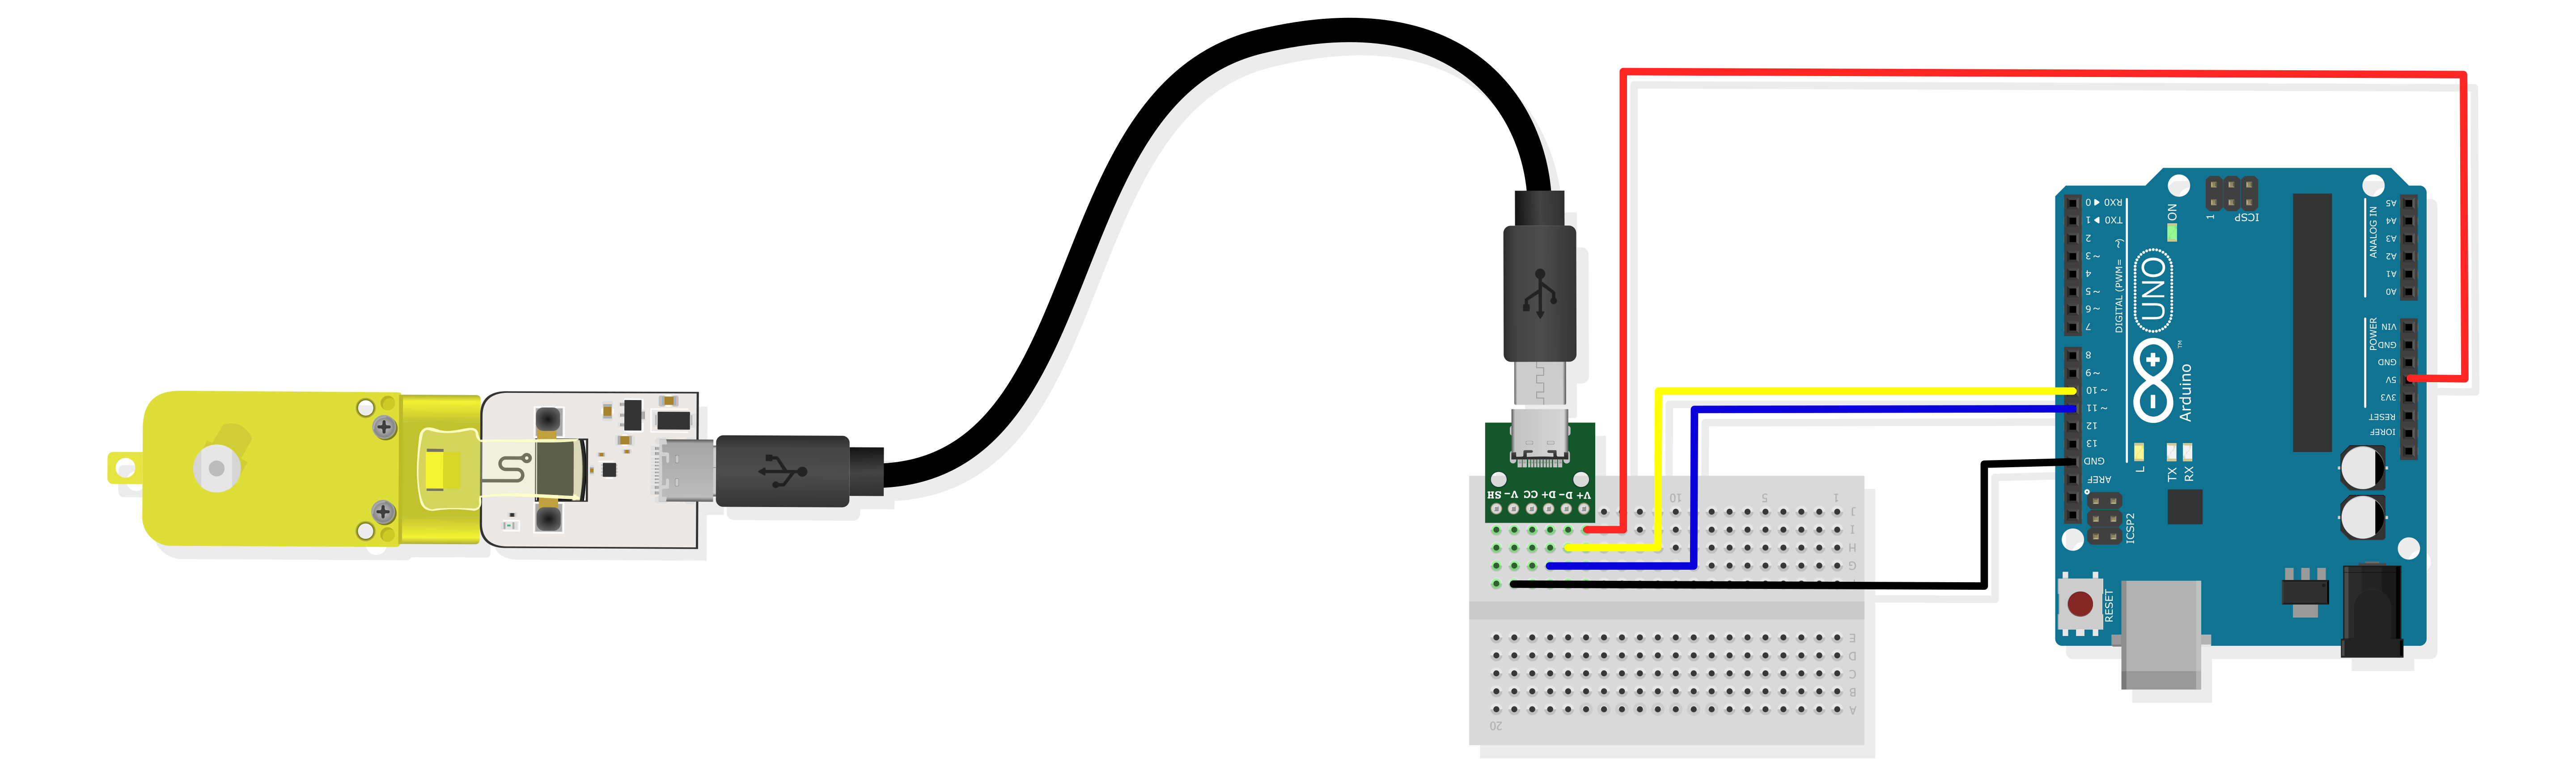 SH V- CC D+ D- V+
10
5
1
J
I
H
G
E
D
C
B
A
20
RX0 ▶ 0
TX0 ▶ 1
2
~ 3
4
~ 5
~ 6
7
8
~ 9
~ 10
~ 11
12
13
GND
AREF
DIGITAL (PWM= ~)
ON
UNO
Arduino
™
L
TX
RX
1
ICSP
ICSP2
RESET
ANALOG IN
A5
A4
A3
A2
A1
A0
POWER
VIN
GND
GND
5V
3V3
RESET
IOREF